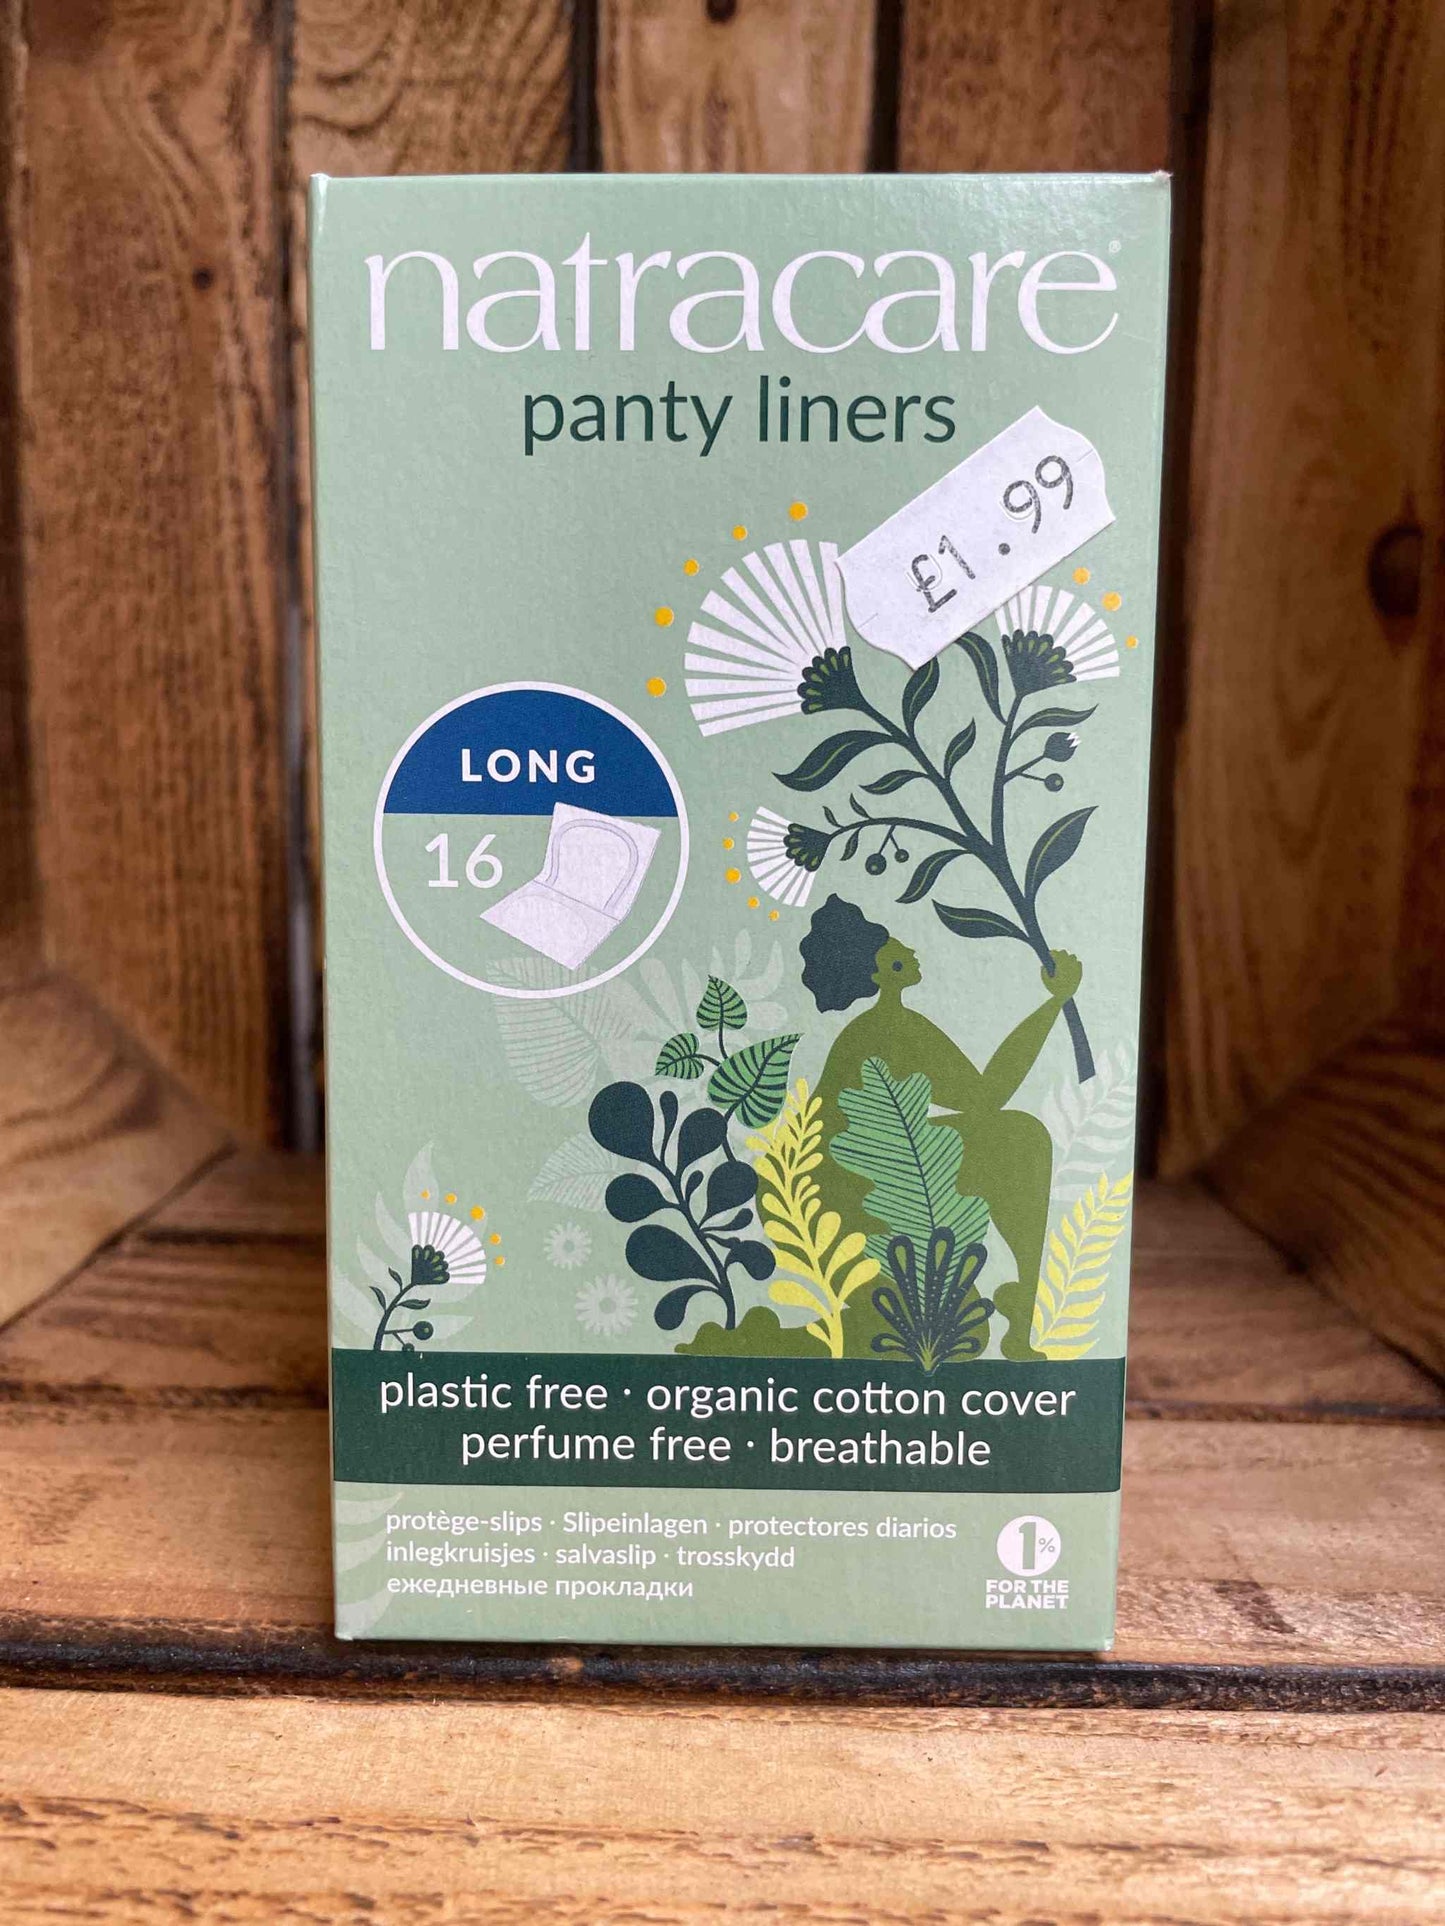 natracare®
panty liners
£1.99
LONG
16
plastic free · organic cotton cover
perfume free · breathable
protège-slips · Slipeinlagen · protectores diarios
inlegkruisjes · salvaslip · trosskydd
ежедневные прокладки
1%
FOR THE
PLANET